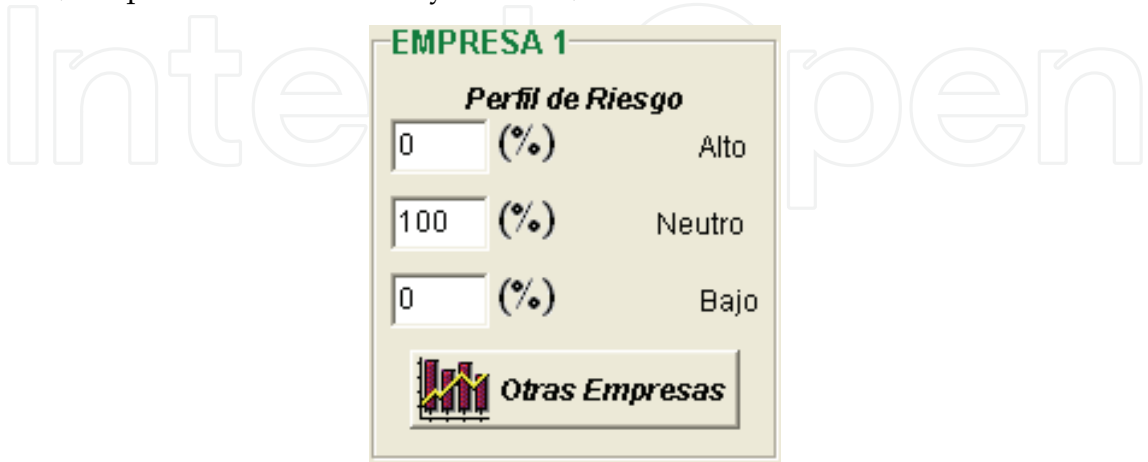 EMPRESA 1
Perfil de Riesgo
0 (%) Alto
100 (%) Neutro
0 (%) Bajo
Otras Empresas